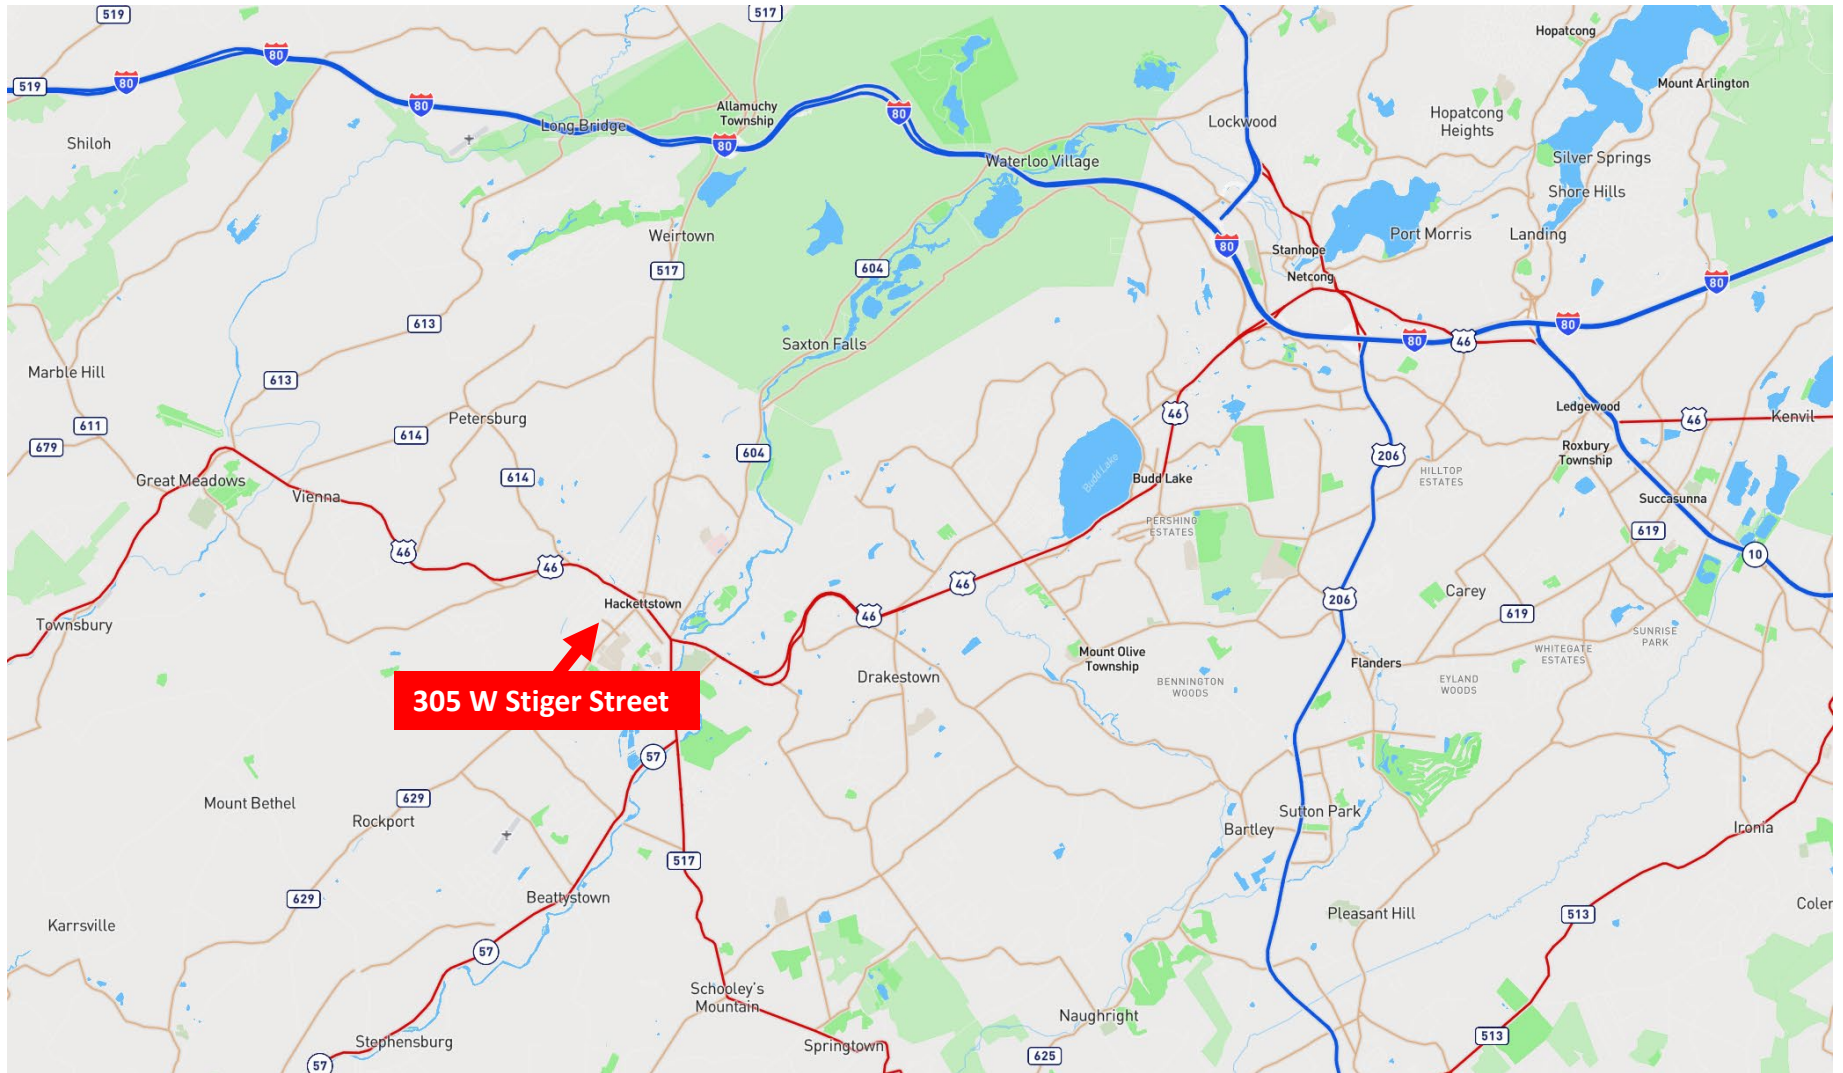 519
517
Hopatcong
80
519
80
80
80
Mount Arlington
Allamuchy
Township
Long Bridge
80
80
Hopatcong
Heights
Lockwood
Shiloh
Waterloo Village
Silver Springs
Shore Hills
Weirtown
80
Stanhope
Port Morris
Landing
517
604
Netcong
80
613
80
80
46
Saxton Falls
Marble Hill
613
Petersburg
46
Ledgewood
46
Kenvil
611
614
679
604
206
Roxbury
Township
Great Meadows
Vienna
614
Budd Lake
Budd Lake
HILLTOP
ESTATES
Succasunna
PERSHING
ESTATES
619
46
46
46
10
Hackettstown
46
206
Carey
619
Townsbury
SUNRISE
PARK
WHITEGATE
ESTATES
Mount Olive
Township
Flanders
Drakestown
BENNINGTON
WOODS
EYLAND
WOODS
305 W Stiger Street
57
Mount Bethel
629
Rockport
Sutton Park
Bartley
Ironia
517
629
Beattystown
Karrsville
Pleasant Hill
513
Coler
57
Schooley's
Mountain
Naughright
Stephensburg
Springtown
625
513
57